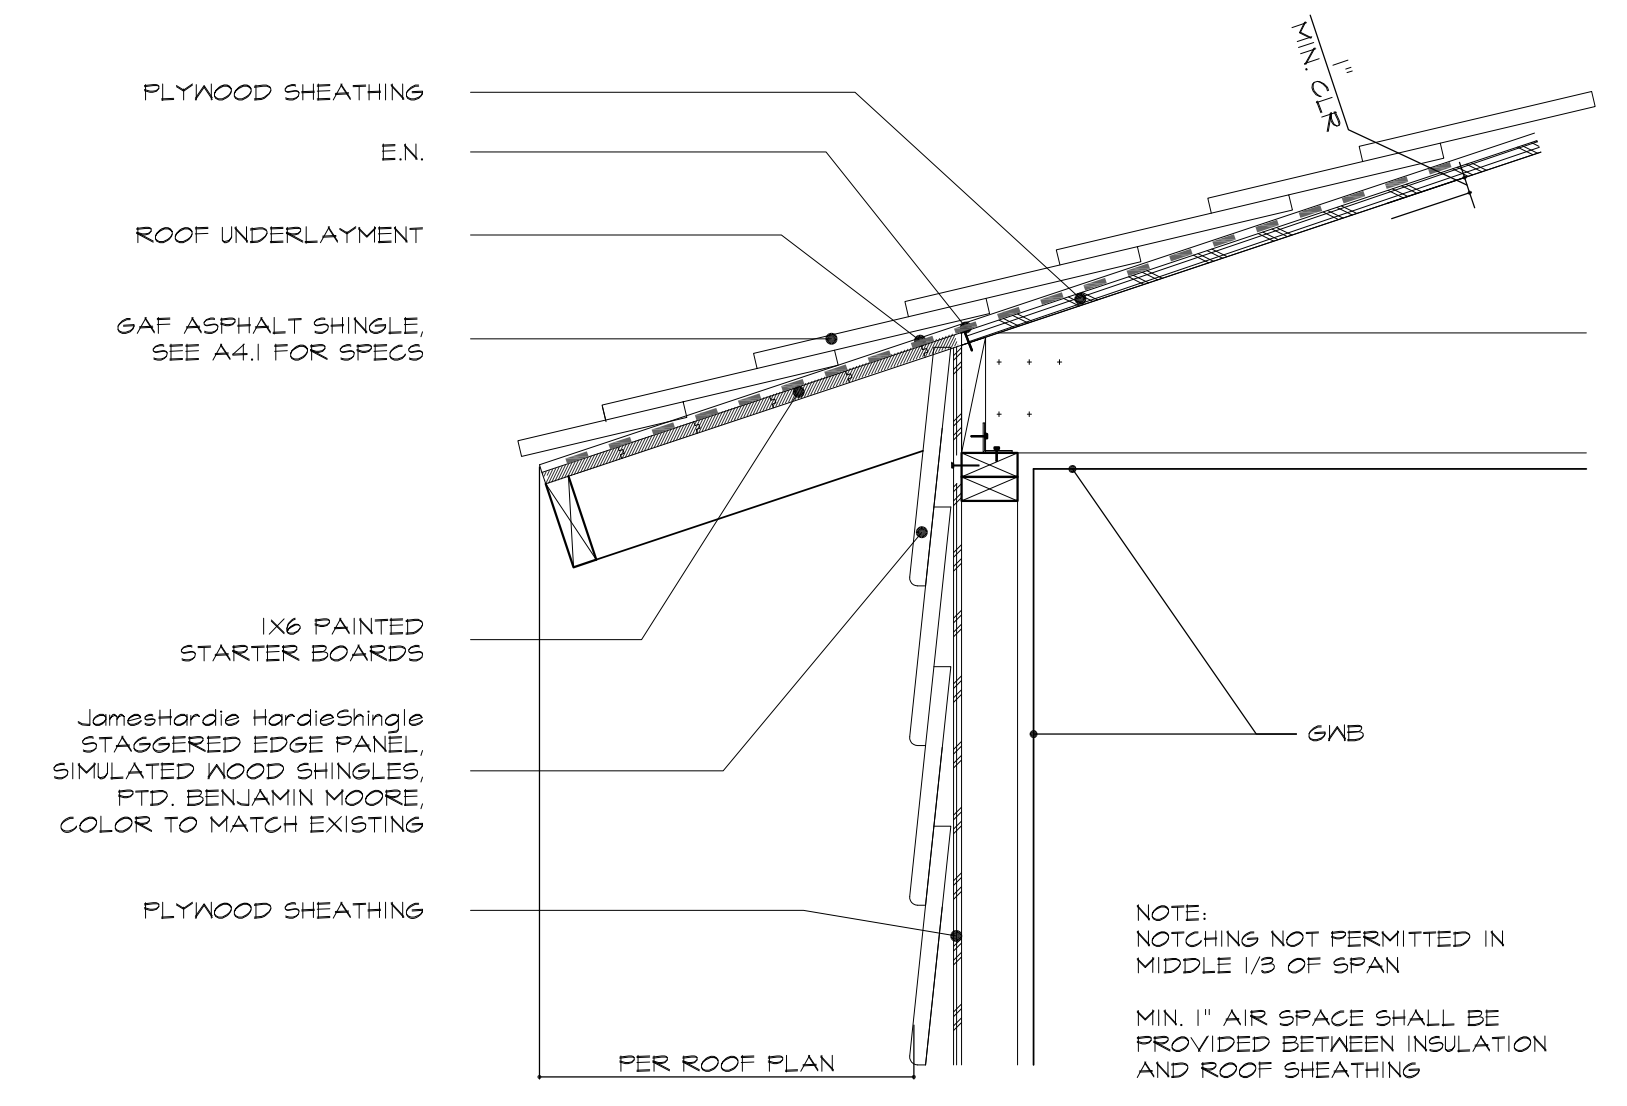 PLYWOOD SHEATHING
E.N.
ROOF UNDERLAYMENT
GAF ASPHALT SHINGLE,
SEE A4.1 FOR SPECS
1X6 PAINTED
STARTER BOARDS
JamesHardie HardieShingle
STAGGERED EDGE PANEL,
SIMULATED WOOD SHINGLES,
PTD. BENJAMIN MOORE,
COLOR TO MATCH EXISTING
PLYWOOD SHEATHING
PER ROOF PLAN
1"
MIN. CLR
GWB
NOTE:
NOTCHING NOT PERMITTED IN
MIDDLE 1/3 OF SPAN
MIN. 1" AIR SPACE SHALL BE
PROVIDED BETWEEN INSULATION
AND ROOF SHEATHING